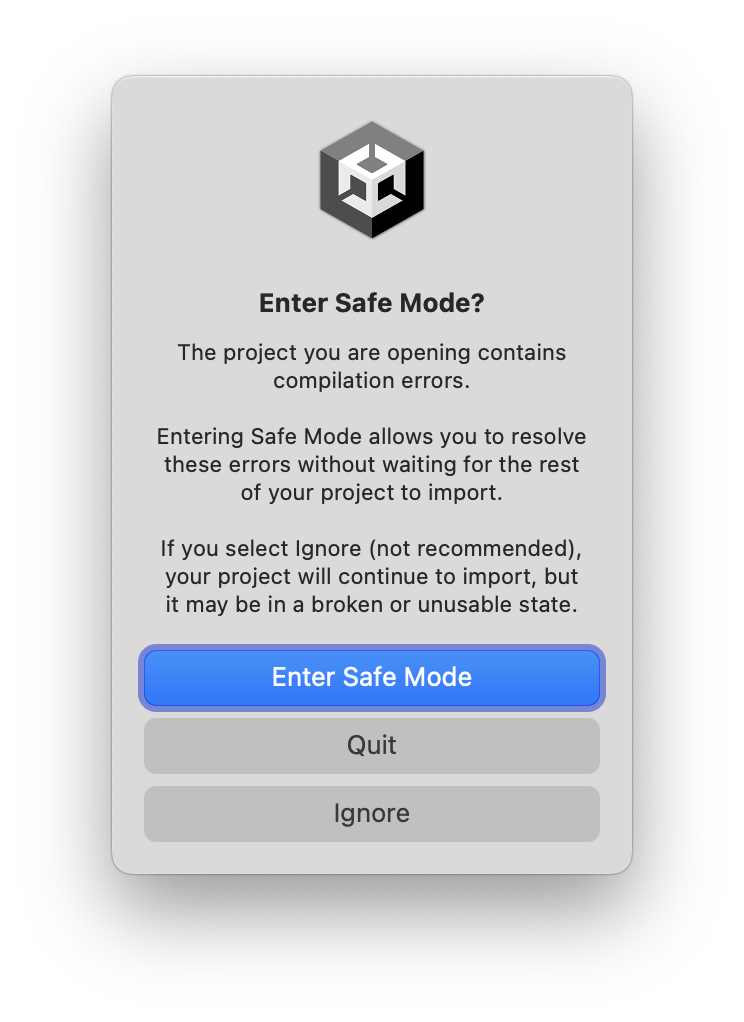 Enter Safe Mode?
The project you are opening contains
compilation errors.
Entering Safe Mode allows you to resolve
these errors without waiting for the rest
of your project to import.
If you select Ignore (not recommended),
your project will continue to import, but
it may be in a broken or unusable state.
Enter Safe Mode
Quit
Ignore